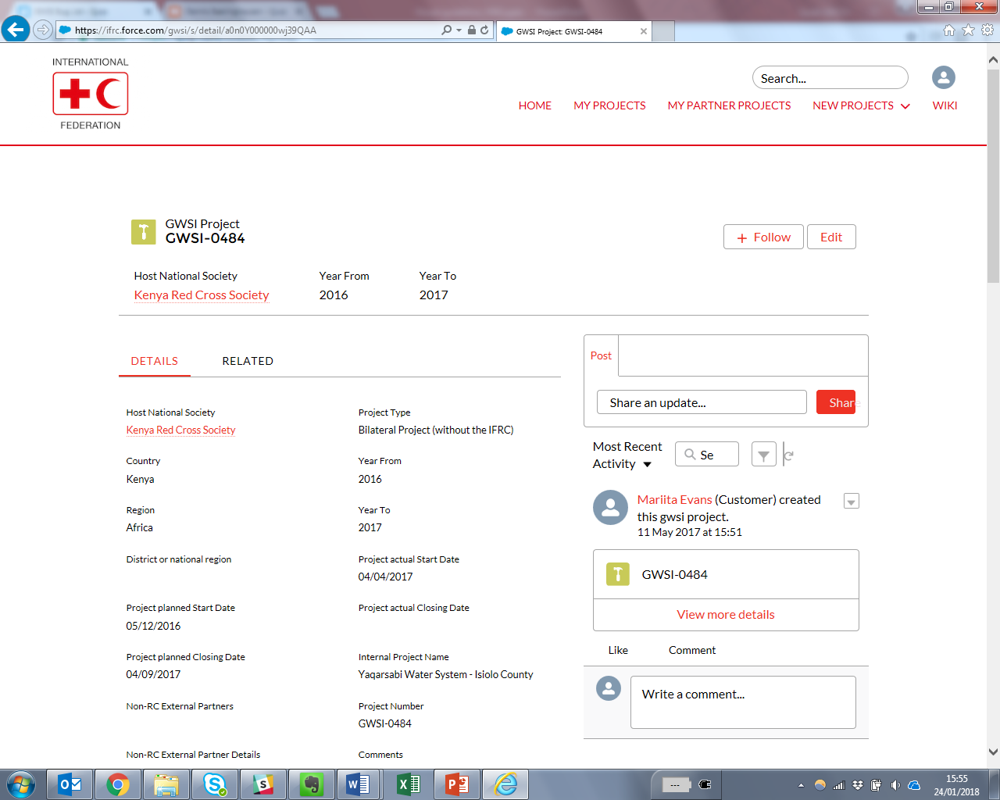 https://ifrc.force.com/gwsi/s/detail/a0n0Y000000wj39QAA
GWSI Project: GWSI-0484
INTERNATIONAL
FEDERATION
Search...
HOME
MY PROJECTS
MY PARTNER PROJECTS
NEW PROJECTS
WIKI
GWSI Project
GWSI-0484
Follow
Edit
Host National Society
Year From
Year To
Kenya Red Cross Society
2016
2017
DETAILS
RELATED
Host National Society
Project Type
Kenya Red Cross Society
Bilateral Project (without the IFRC)
Country
Year From
Kenya
2016
Region
Year To
Africa
2017
District or national region
Project actual Start Date
04/04/2017
Project planned Start Date
Project actual Closing Date
05/12/2016
Project planned Closing Date
Internal Project Name
04/09/2017
Yaqarsabi Water System - Isiolo County
Non-RC External Partners
Project Number
GWSI-0484
Non-RC External Partner Details
Comments
Post
Share an update...
Share
Most Recent
Activity
Se
Mariita Evans (Customer) created
this gwsi project.
11 May 2017 at 15:51
GWSI-0484
View more details
Like
Comment
Write a comment...
15:55
24/01/2018